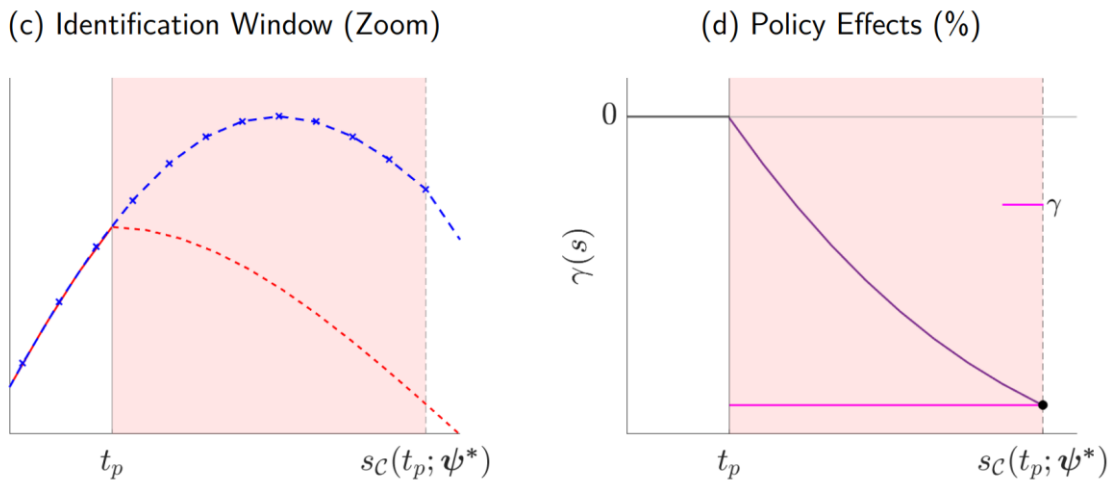 (c) Identification Window (Zoom)
t_p
s_C(t_p; ψ*)
(d) Policy Effects (%)
0
γ(s)
γ
t_p
s_C(t_p; ψ*)